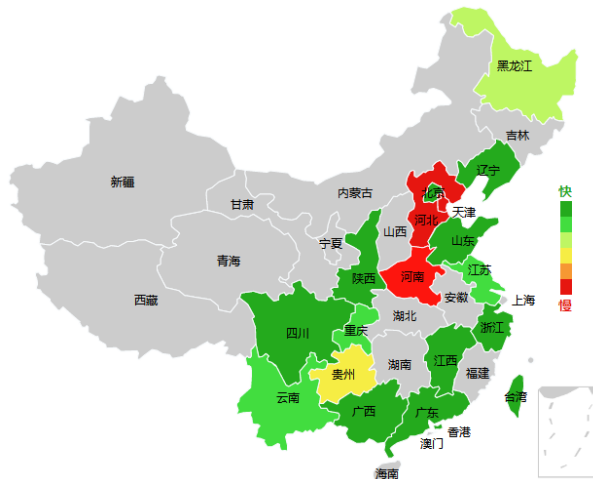 黑龙江
吉林
辽宁
新疆
内蒙古
北京
快
甘肃
天津
河北
山西
山东
宁夏
青海
江苏
陕西
河南
西藏
安徽
上海
慢
湖北
浙江
四川
重庆
江西
湖南
贵州
福建
云南
台湾
广西
广东
香港
澳门
海南